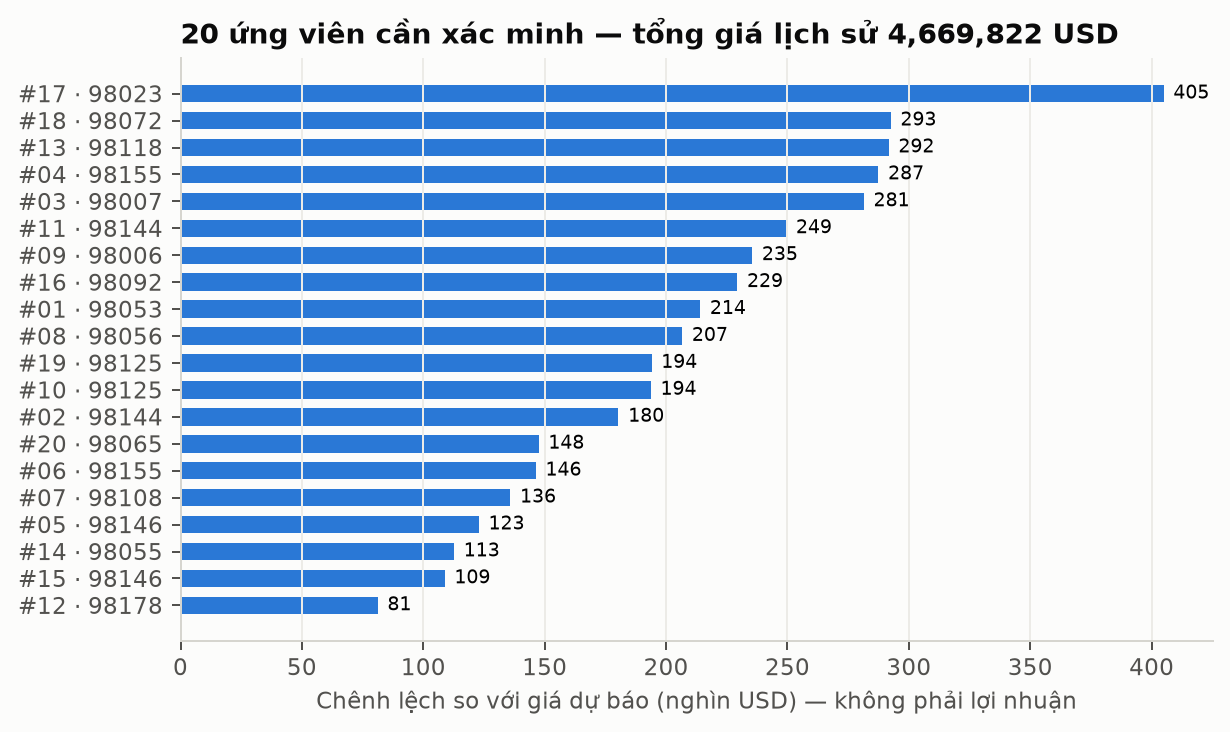 20 ứng viên cần xác minh — tổng giá lịch sử 4,669,822 USD
#17 · 98023 405
#18 · 98072 293
#13 · 98118 292
#04 · 98155 287
#03 · 98007 281
#11 · 98144 249
#09 · 98006 235
#16 · 98092 229
#01 · 98053 214
#08 · 98056 207
#19 · 98125 194
#10 · 98125 194
#02 · 98144 180
#20 · 98065 148
#06 · 98155 146
#07 · 98108 136
#05 · 98146 123
#14 · 98055 113
#15 · 98146 109
#12 · 98178 81
0 50 100 150 200 250 300 350 400
Chênh lệch so với giá dự báo (nghìn USD) — không phải lợi nhuận